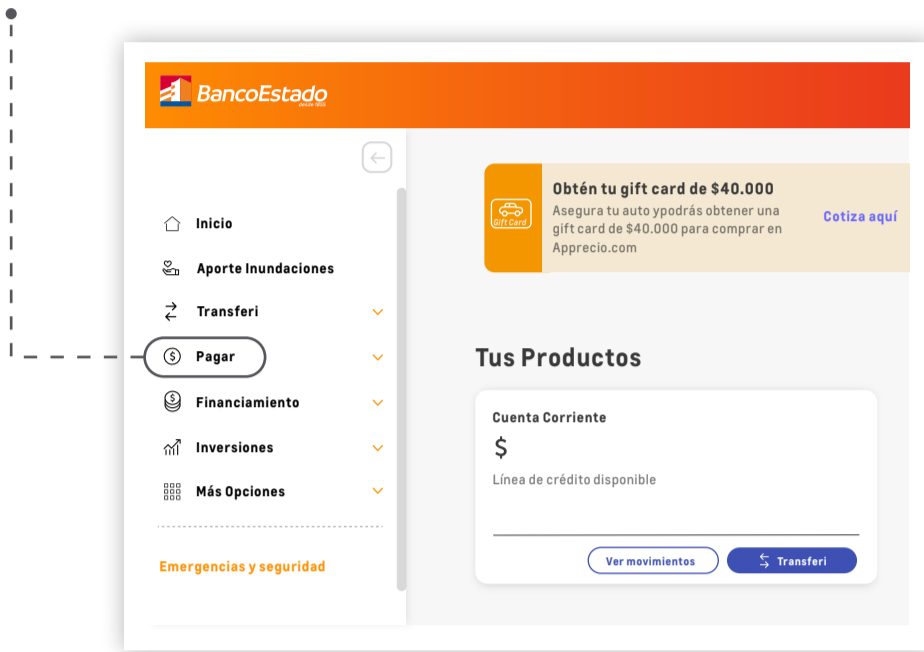 BancoEstado
desde 1855
Inicio
Aporte Inundaciones
Transferi
Pagar
Financiamiento
Inversiones
Más Opciones
Emergencias y seguridad
Gift Card
Obtén tu gift card de $40.000
Asegura tu auto ypodrás obtener una
gift card de $40.000 para comprar en
Apprecio.com
Cotiza aquí
Tus Productos
Cuenta Corriente
$
Línea de crédito disponible
Ver movimientos
Transferi